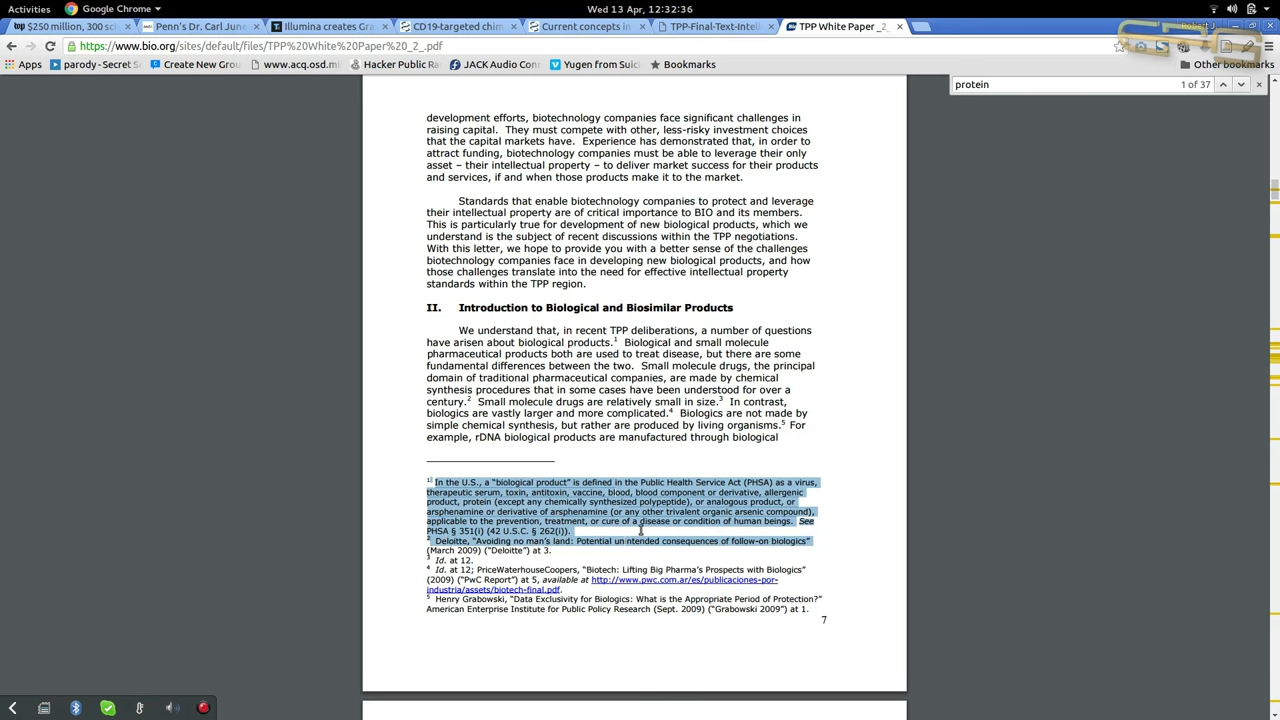 Activities
Google Chrome
Wed 13 Apr, 12:32:36
$250 million, 300 sc
Penn's Dr. Carl June
Illumina creates Gra
CD19-targeted chim
Current concepts in
TPP-Final-Text-Intell
TPP White Paper _2_.
https://www.bio.org/sites/default/files/TPP%20White%20Paper%20_2_.pdf
Apps
parody - Secret S
Create New Grou
www.acq.osd.mi
Hacker Public Ra
JACK Audio Conn
Yugen from Suic
Bookmarks
Other bookmarks
protein
1 of 37
development efforts, biotechnology companies face significant challenges in
raising capital. They must compete with other, less-risky investment choices
that the capital markets have. Experience has demonstrated that, in order to
attract funding, biotechnology companies must be able to leverage their only
asset – their intellectual property – to deliver market success for their products
and services, if and when those products make it to the market.
Standards that enable biotechnology companies to protect and leverage
their intellectual property are of critical importance to BIO and its members.
This is particularly true for development of new biological products, which we
understand is the subject of recent discussions within the TPP negotiations.
With this letter, we hope to provide you with a better sense of the challenges
biotechnology companies face in developing new biological products, and how
those challenges translate into the need for effective intellectual property
standards within the TPP region.
II. Introduction to Biological and Biosimilar Products
We understand that, in recent TPP deliberations, a number of questions
have arisen about biological products.1 Biological and small molecule
pharmaceutical products both are used to treat disease, but there are some
fundamental differences between the two. Small molecule drugs, the principal
domain of traditional pharmaceutical companies, are made by chemical
synthesis procedures that in some cases have been understood for over a
century.2 Small molecule drugs are relatively small in size.3 In contrast,
biologics are vastly larger and more complicated.4 Biologics are not made by
simple chemical synthesis, but rather are produced by living organisms.5 For
example, rDNA biological products are manufactured through biological
1 In the U.S., a “biological product” is defined in the Public Health Service Act (PHSA) as a virus,
therapeutic serum, toxin, antitoxin, vaccine, blood, blood component or derivative, allergenic
product, protein (except any chemically synthesized polypeptide), or analogous product, or
arsphenamine or derivative of arsphenamine (or any other trivalent organic arsenic compound),
applicable to the prevention, treatment, or cure of a disease or condition of human beings. See
PHSA § 351(i) (42 U.S.C. § 262(i)).
2 Deloitte, “Avoiding no man's land: Potential unintended consequences of follow-on biologics”
(March 2009) (“Deloitte”) at 3.
3 Id. at 12.
4 Id. at 12; PriceWaterhouseCoopers, “Biotech: Lifting Big Pharma's Prospects with Biologics”
(2009) (“PwC Report”) at 5, available at http://www.pwc.com.ar/es/publicaciones-por-
industria/assets/biotech-final.pdf.
5 Henry Grabowski, “Data Exclusivity for Biologics: What is the Appropriate Period of Protection?”
American Enterprise Institute for Public Policy Research (Sept. 2009) (“Grabowski 2009”) at 1.
7